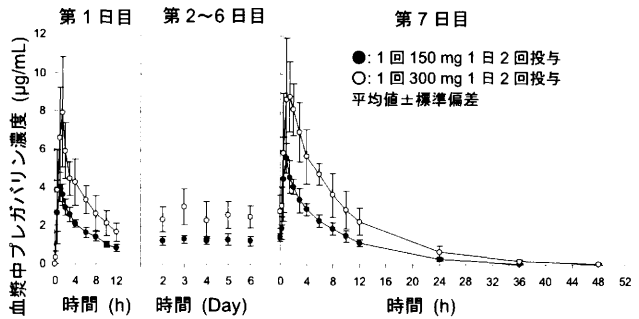 第1日目 第2～6日目 第7日目
●: 1回 150 mg 1日2回投与
○: 1回 300 mg 1日2回投与
平均値±標準偏差
血漿中プレガバリン濃度 (μg/mL)
12
10
8
6
4
2
0
0 4 8 12 2 3 4 5 6 0 4 8 12 16 20 24 28 32 36 40 44 48 52
時間 (h) 時間 (Day) 時間 (h)